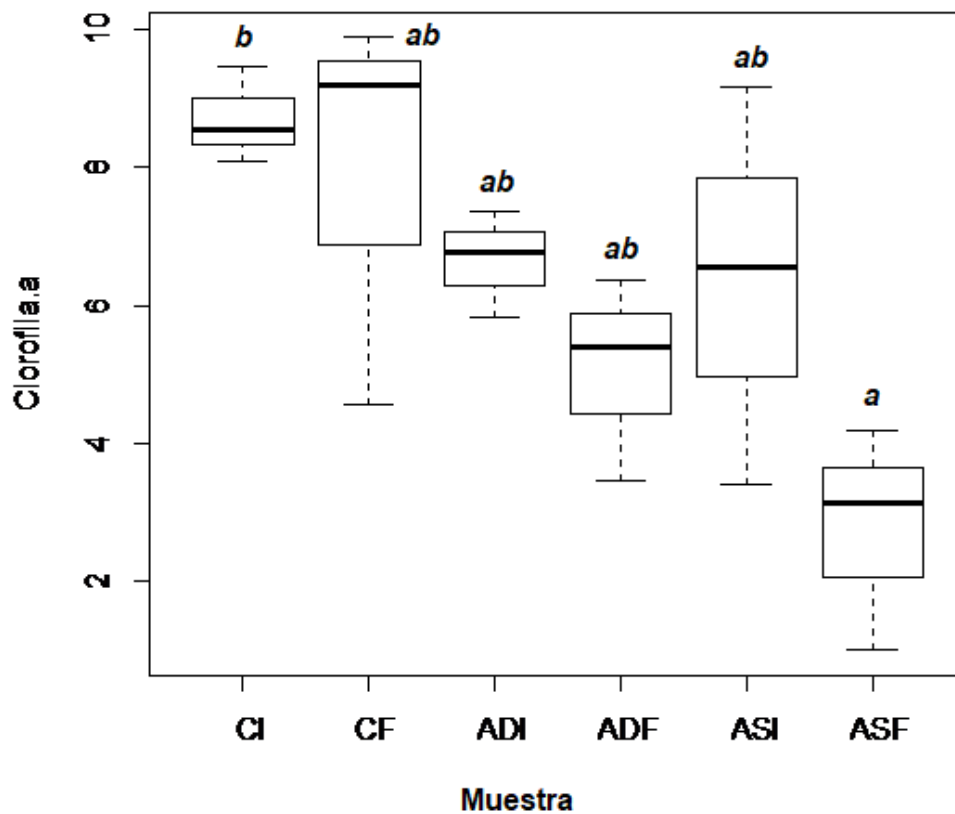 10
8
6
4
2
Clorofila.a
b
ab
ab
ab
ab
a
CI
CF
ADI
ADF
ASI
ASF
Muestra